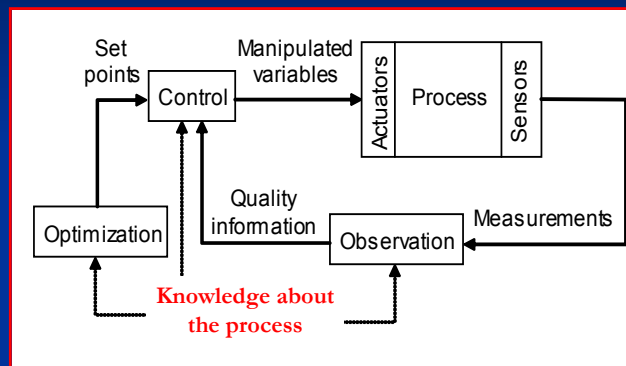 Set
points
Manipulated
variables
Control
Actuators
Process
Sensors
Quality
information
Measurements
Optimization
Observation
Knowledge about
the process